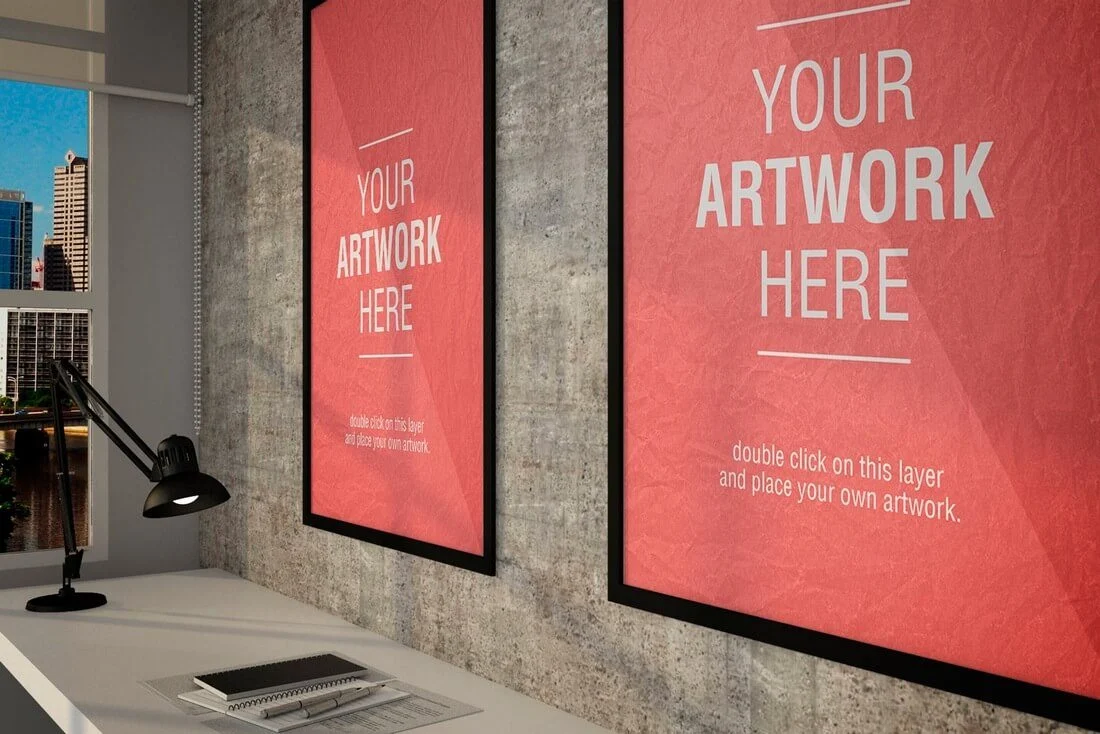 YOUR
ARTWORK
HERE
double click on this layer
and place your own artwork.
YOUR
ARTWORK
HERE
double click on this layer
and place your own artwork.